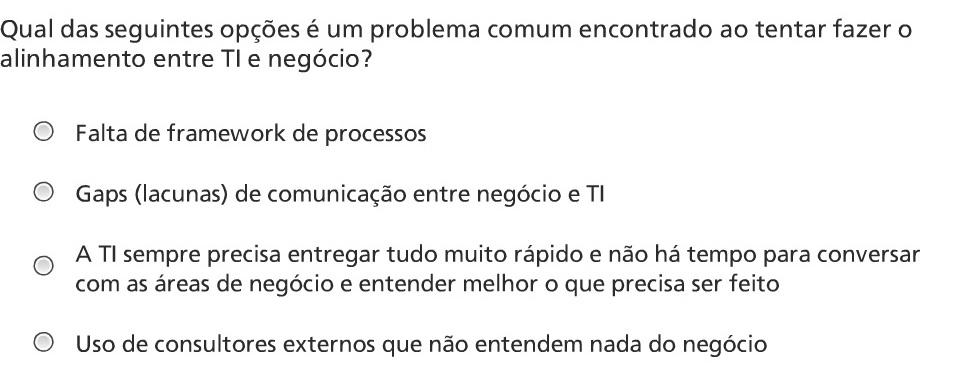 Qual das seguintes opções é um problema comum encontrado ao tentar fazer o
alinhamento entre TI e negócio?
Falta de framework de processos
Gaps (lacunas) de comunicação entre negócio e TI
A TI sempre precisa entregar tudo muito rápido e não há tempo para conversar
com as áreas de negócio e entender melhor o que precisa ser feito
Uso de consultores externos que não entendem nada do negócio